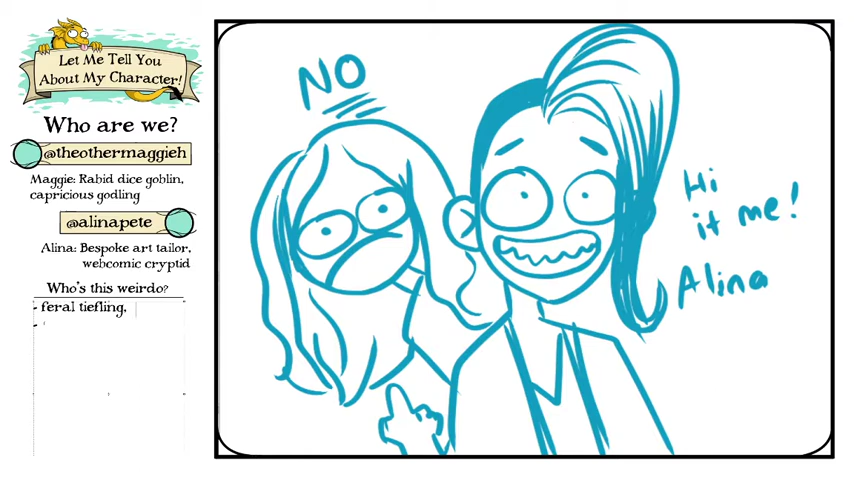 Let Me Tell You
About My Character!
Who are we?
@theothermaggieh
Maggie: Rabid dice goblin,
capricious godling
@alinapete
Alina: Bespoke art tailor,
webcomic cryptid
Who's this weirdo?
- feral tiefling,
-
NO
Hi
it me!
Alina